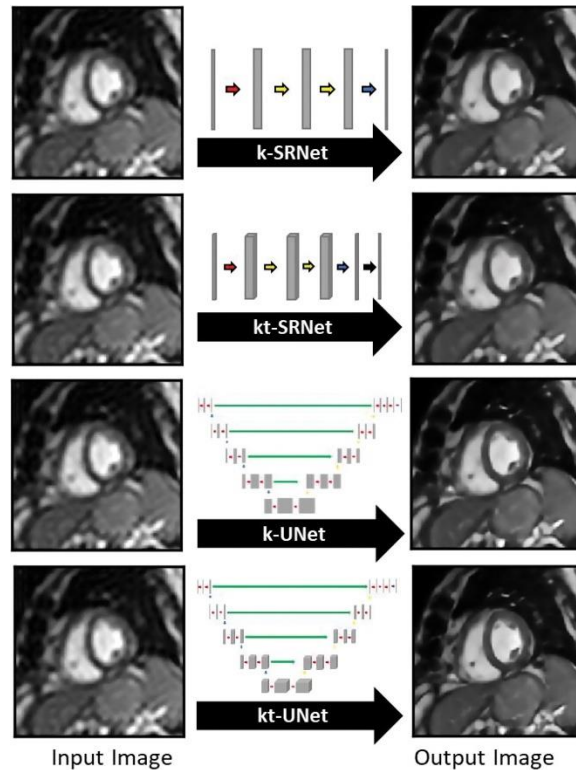 k-SRNet
kt-SRNet
k-UNet
kt-UNet
Input Image
Output Image